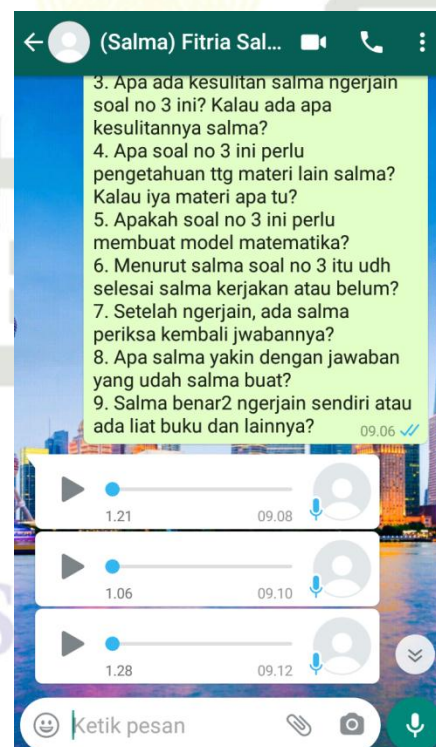 (Salma) Fitria Sal...
3. Apa ada kesulitan salma ngerjain
soal no 3 ini? Kalau ada apa
kesulitannya salma?
4. Apa soal no 3 ini perlu
pengetahuan ttg materi lain salma?
Kalau iya materi apa tu?
5. Apakah soal no 3 ini perlu
membuat model matematika?
6. Menurut salma soal no 3 itu udh
selesai salma kerjakan atau belum?
7. Setelah ngerjain, ada salma
periksa kembali jwabannya?
8. Apa salma yakin dengan jawaban
yang udah salma buat?
9. Salma benar2 ngerjain sendiri atau
ada liat buku dan lainnya?
09.06
1.21 09.08
1.06 09.10
1.28 09.12
Ketik pesan